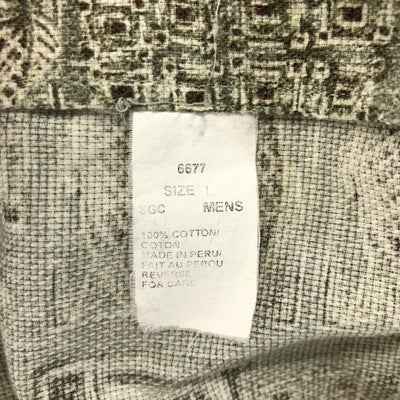 6677
SIZE
SGC MENS
100% COTTON/
COTON
MADE IN PERU/
FAIT AU PEROU
REVERSE
FOR CARE